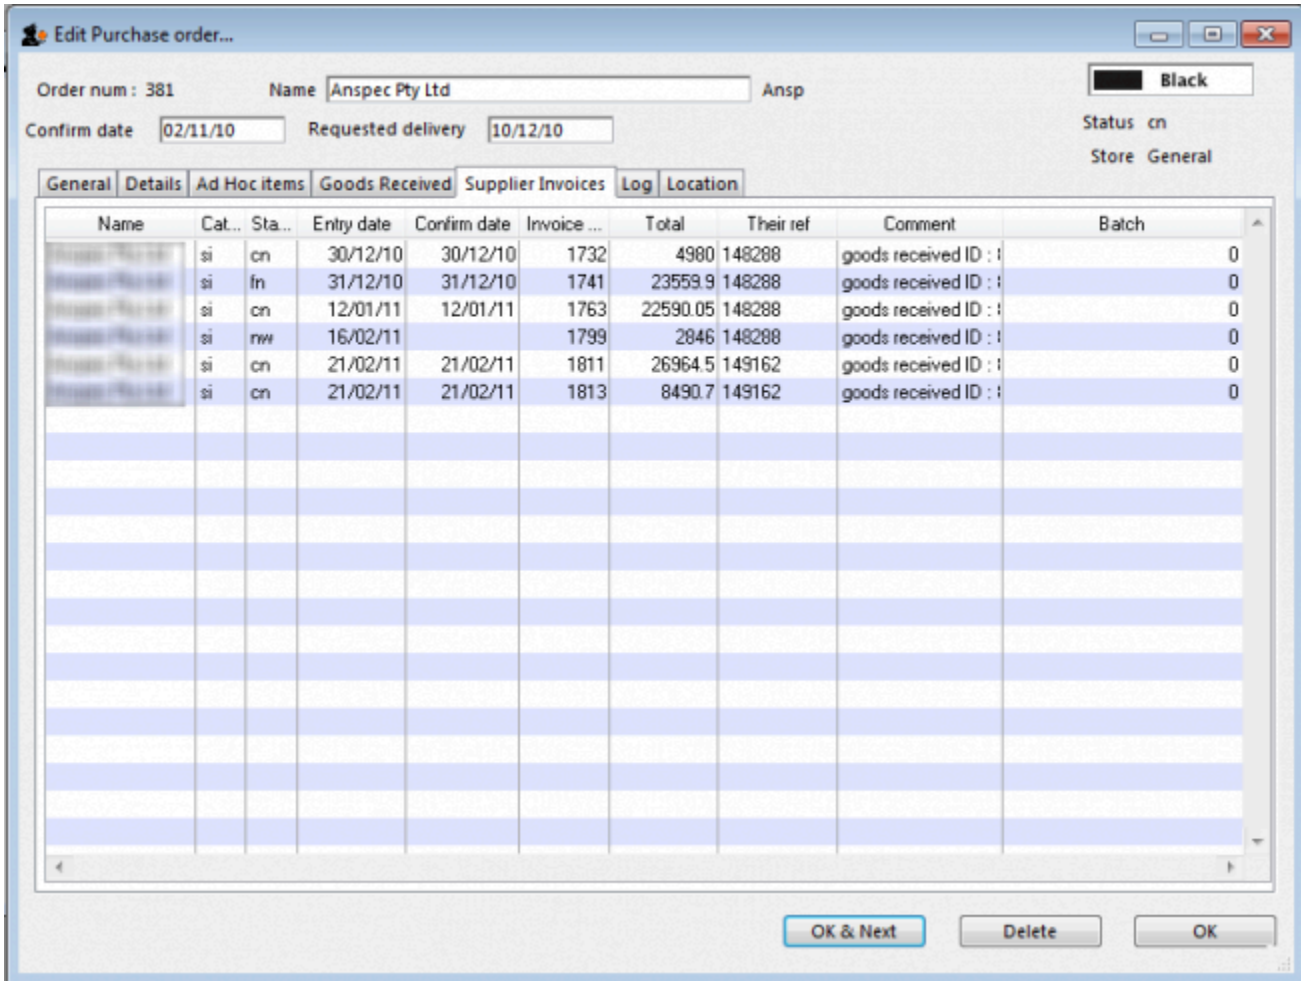 Edit Purchase order...
Order num : 381 Name Anspec Pty Ltd Ansp Black
Confirm date 02/11/10 Requested delivery 10/12/10 Status cn
Store General
General Details Ad Hoc items Goods Received Supplier Invoices Log Location
Name Cat... Sta... Entry date Confirm date Invoice ... Total Their ref Comment Batch
si cn 30/12/10 30/12/10 1732 4980 148288 goods received ID : 0
si fn 31/12/10 31/12/10 1741 23559.9 148288 goods received ID : 0
si cn 12/01/11 12/01/11 1763 22590.05 148288 goods received ID : 0
si nw 16/02/11 1799 2846 148288 goods received ID : 0
si cn 21/02/11 21/02/11 1811 26964.5 149162 goods received ID : 0
si cn 21/02/11 21/02/11 1813 8490.7 149162 goods received ID : 0
OK & Next Delete OK